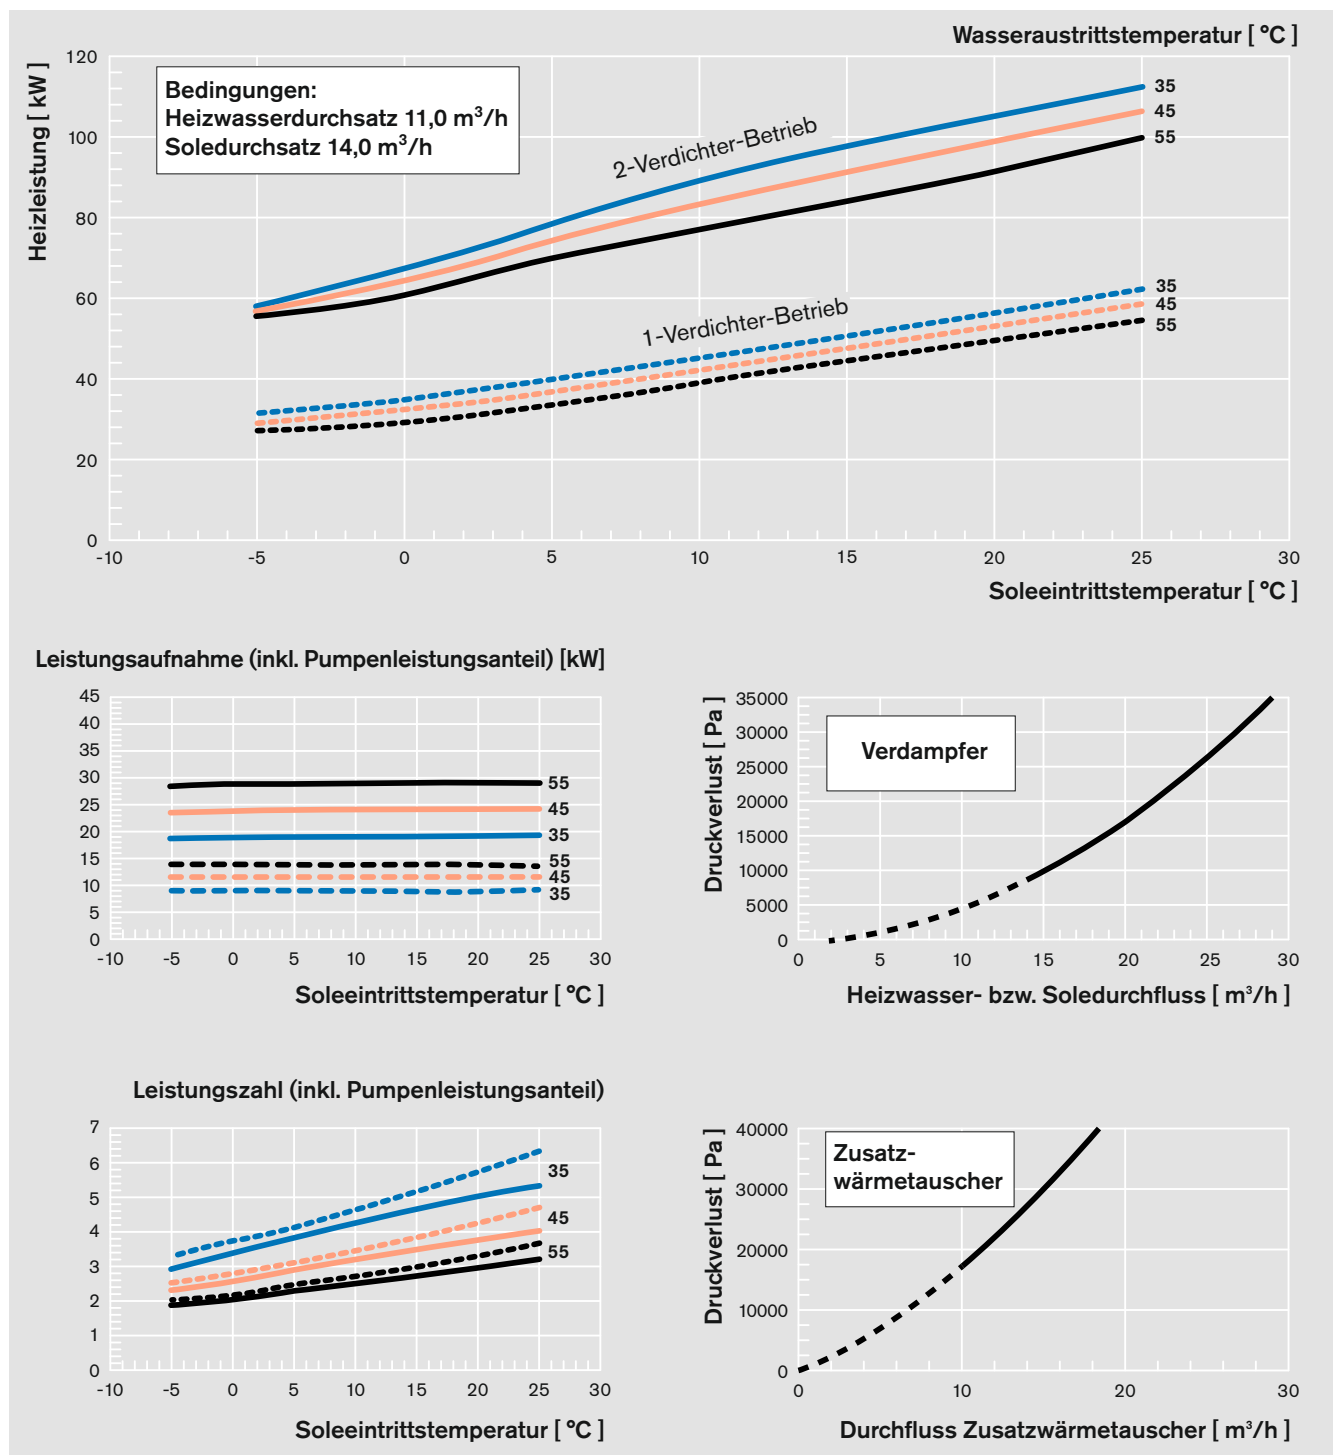 Wasseraustrittstemperatur [ °C ]
Heizleistung [ kW ]
120
100
80
60
40
20
0
Bedingungen:
Heizwasserdurchsatz 11,0 m³/h
Soledurchsatz 14,0 m³/h
2-Verdichter-Betrieb
35
45
55
1-Verdichter-Betrieb
35
45
55
-10 -5 0 5 10 15 20 25 30
Soleeintrittstemperatur [ °C ]
Leistungsaufnahme (inkl. Pumpenleistungsanteil) [kW]
45
40
35
30
25
20
15
10
5
0
55
45
35
55
45
35
-10 -5 0 5 10 15 20 25 30
Soleeintrittstemperatur [ °C ]
Druckverlust [ Pa ]
35000
30000
25000
20000
15000
10000
5000
0
Verdampfer
0 5 10 15 20 25 30
Heizwasser- bzw. Soledurchfluss [ m³/h ]
Leistungszahl (inkl. Pumpenleistungsanteil)
7
6
5
4
3
2
1
0
35
45
55
-10 -5 0 5 10 15 20 25 30
Soleeintrittstemperatur [ °C ]
Druckverlust [ Pa ]
40000
30000
20000
10000
0
Zusatz-
wärmetauscher
0 10 20 30
Durchfluss Zusatzwärmetauscher [ m³/h ]